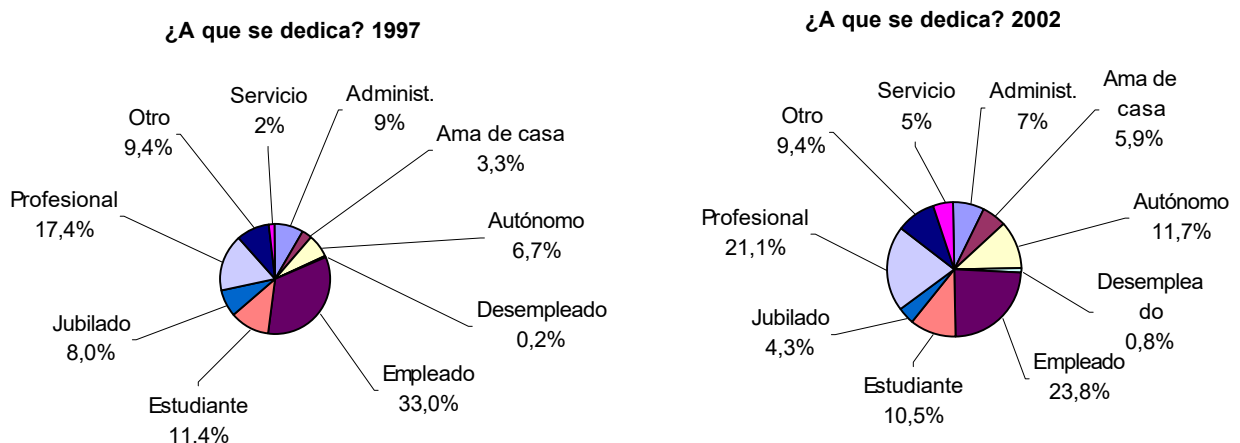 ¿A que se dedica? 1997
Servicio
2%
Administ.
9%
Ama de casa
3,3%
Autónomo
6,7%
Desempleado
0,2%
Empleado
33,0%
Estudiante
11,4%
Jubilado
8,0%
Profesional
17,4%
Otro
9,4%
¿A que se dedica? 2002
Servicio
5%
Administ.
7%
Ama de
casa
5,9%
Autónomo
11,7%
Desemplea
do
0,8%
Empleado
23,8%
Estudiante
10,5%
Jubilado
4,3%
Profesional
21,1%
Otro
9,4%